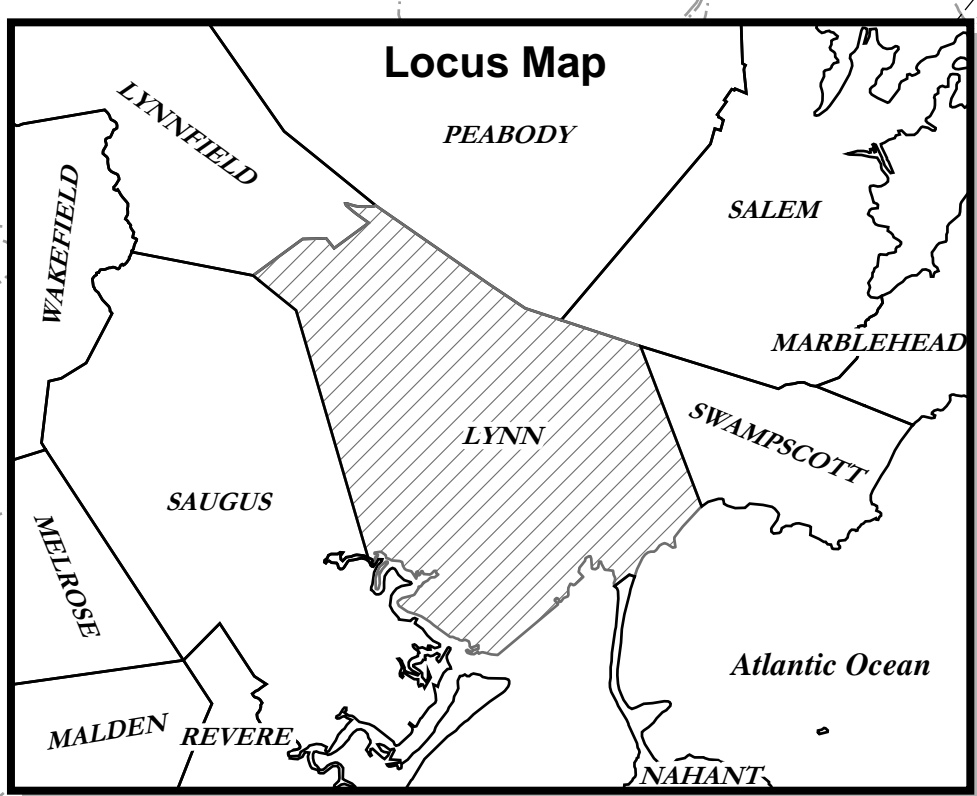 Locus Map
LYNNFIELD
PEABODY
WAKEFIELD
SALEM
MARBLEHEAD
LYNN
SWAMPSCOTT
SAUGUS
MELROSE
Atlantic Ocean
MALDEN
REVERE
NAHANT